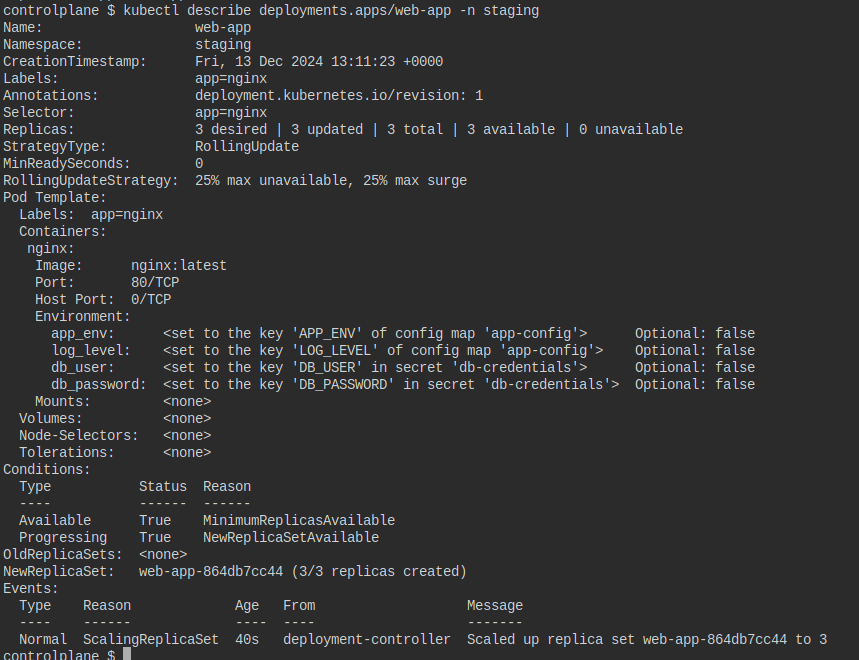 controlplane $ kubectl describe deployments.apps/web-app -n staging
Name:                   web-app
Namespace:              staging
CreationTimestamp:      Fri, 13 Dec 2024 13:11:23 +0000
Labels:                 app=nginx
Annotations:            deployment.kubernetes.io/revision: 1
Selector:               app=nginx
Replicas:               3 desired | 3 updated | 3 total | 3 available | 0 unavailable
StrategyType:           RollingUpdate
MinReadySeconds:        0
RollingUpdateStrategy:  25% max unavailable, 25% max surge
Pod Template:
  Labels:  app=nginx
  Containers:
   nginx:
    Image:      nginx:latest
    Port:       80/TCP
    Host Port:  0/TCP
    Environment:
      app_env:      <set to the key 'APP_ENV' of config map 'app-config'>      Optional: false
      log_level:    <set to the key 'LOG_LEVEL' of config map 'app-config'>    Optional: false
      db_user:      <set to the key 'DB_USER' in secret 'db-credentials'>      Optional: false
      db_password:  <set to the key 'DB_PASSWORD' in secret 'db-credentials'>  Optional: false
    Mounts:         <none>
  Volumes:          <none>
  Node-Selectors:   <none>
  Tolerations:      <none>
Conditions:
  Type           Status  Reason
  ----           ------  ------
  Available      True    MinimumReplicasAvailable
  Progressing    True    NewReplicaSetAvailable
OldReplicaSets:  <none>
NewReplicaSet:   web-app-864db7cc44 (3/3 replicas created)
Events:
  Type    Reason             Age   From                   Message
  ----    ------             ----  ----                   -------
  Normal  ScalingReplicaSet  40s   deployment-controller  Scaled up replica set web-app-864db7cc44 to 3
controlplane $